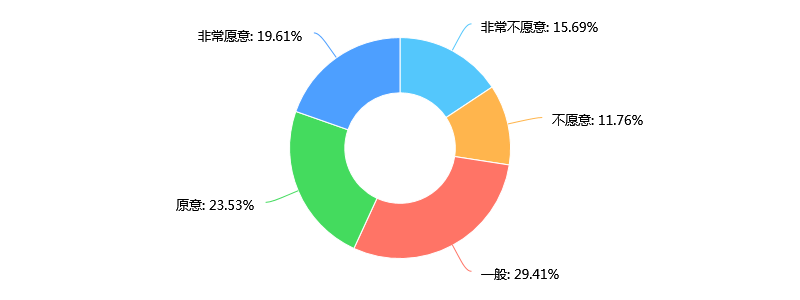 非常愿意: 19.61%
非常不愿意: 15.69%
不愿意: 11.76%
原意: 23.53%
一般: 29.41%